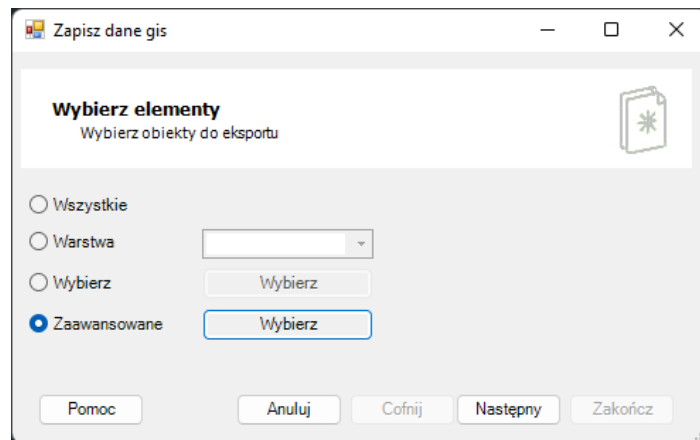 Zapisz dane gis
Wybierz elementy
Wybierz obiekty do eksportu
Wszystkie
Warstwa
Wybierz Wybierz
Zaawansowane Wybierz
Pomoc Anuluj Cofnij Następny Zakończ